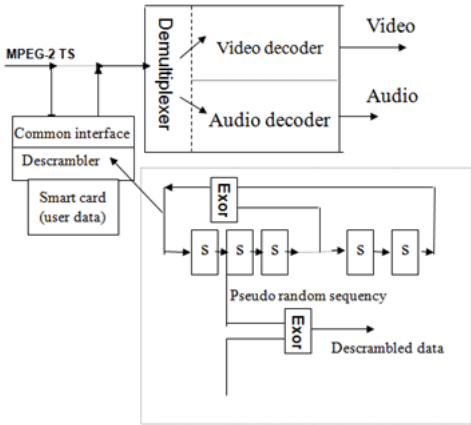 Video
MPEG-2 TS
Demultiplexer
Video decoder
Audio
Audio decoder
Common interface
Descrambler
Smart card
(user data)
Exor
S
S
S
S
S
Pseudo random sequency
Exor
Descrambled data